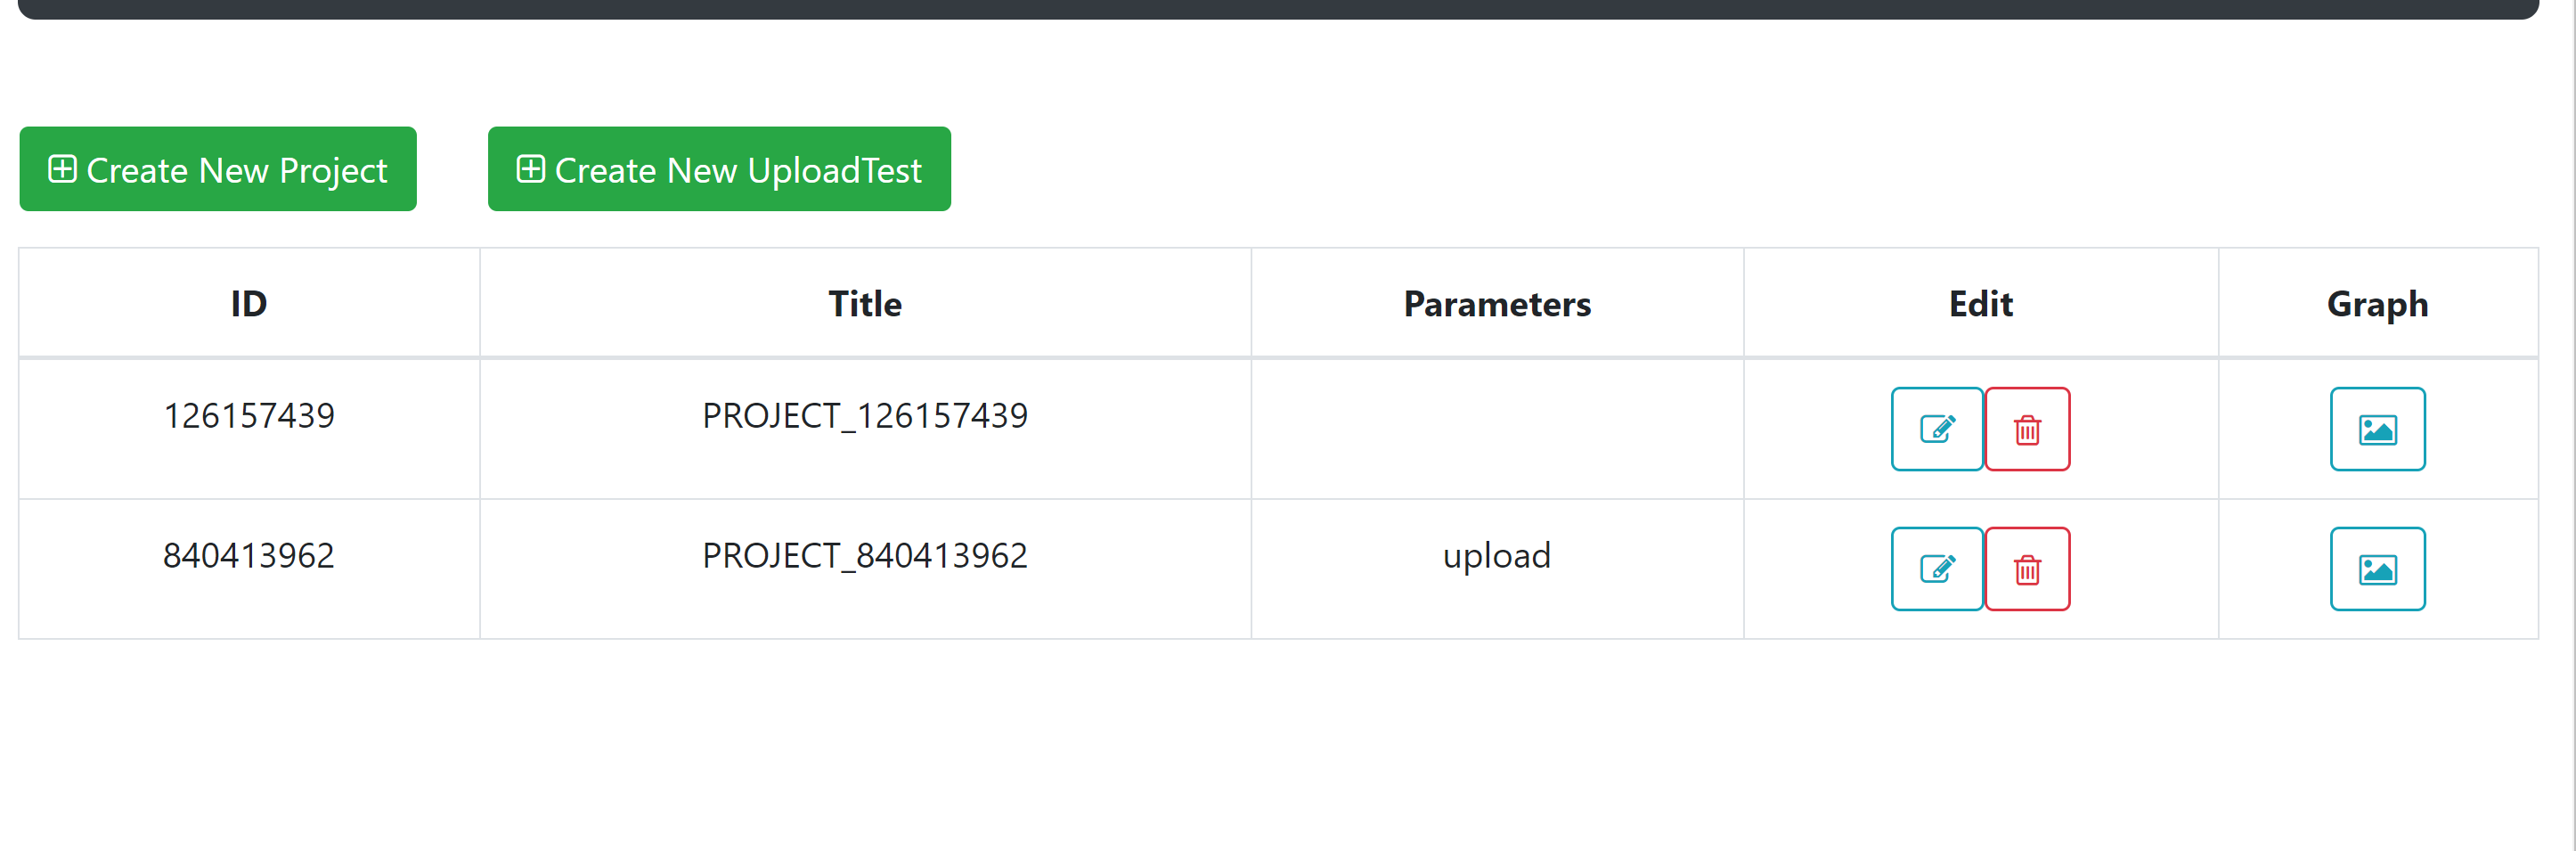 Create New Project Create New UploadTest
ID Title Parameters Edit Graph
126157439 PROJECT_126157439
840413962 PROJECT_840413962 upload